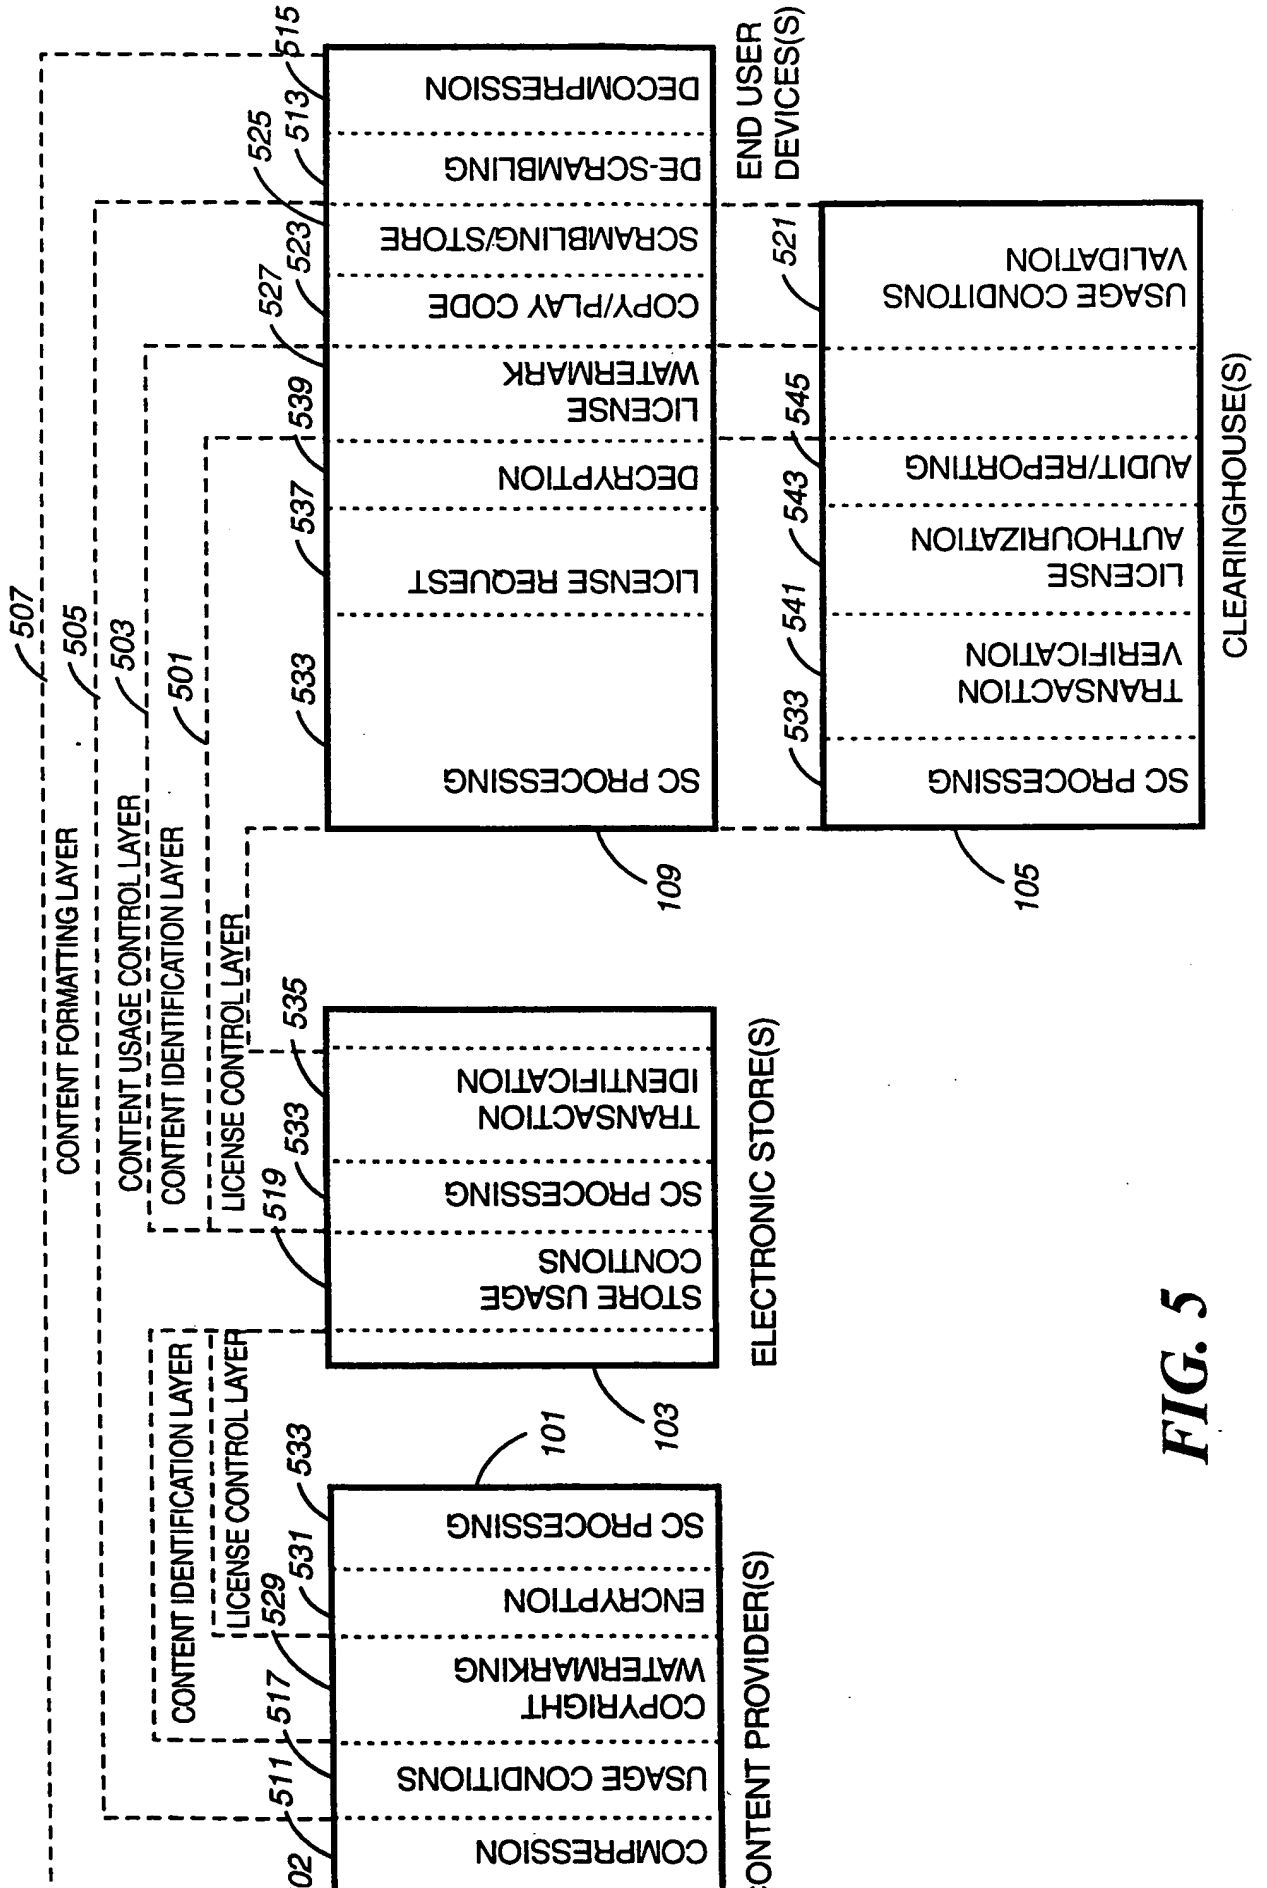 507
CONTENT FORMATTING LAYER
505
CONTENT USAGE CONTROL LAYER
503
CONTENT IDENTIFICATION LAYER
CONTENT IDENTIFICATION LAYER
501
LICENSE CONTROL LAYER
LICENSE CONTROL LAYER
02
511
517
529
531
533
519
533
535
533
537
539
527
523
525
513
515
COMPRESSION
USAGE CONDITIONS
COPYRIGHT
WATERMARKING
ENCRYPTION
SC PROCESSING
101
CONTENT PROVIDER(S)
STORE USAGE
CONTIONS
SC PROCESSING
TRANSACTION
IDENTIFICATION
103
ELECTRONIC STORE(S)
SC PROCESSING
LICENSE REQUEST
DECRYPTION
LICENSE
WATERMARK
COPY/PLAY CODE
SCRAMBLING/STORE
DE-SCRAMBLING
DECOMPRESSION
109
END USER
DEVICES(S)
533
541
543
545
521
SC PROCESSING
TRANSACTION
VERIFICATION
LICENSE
AUTHOURIZATION
AUDIT/REPORTING
USAGE CONDITONS
VALIDATION
105
CLEARINGHOUSE(S)
FIG. 5